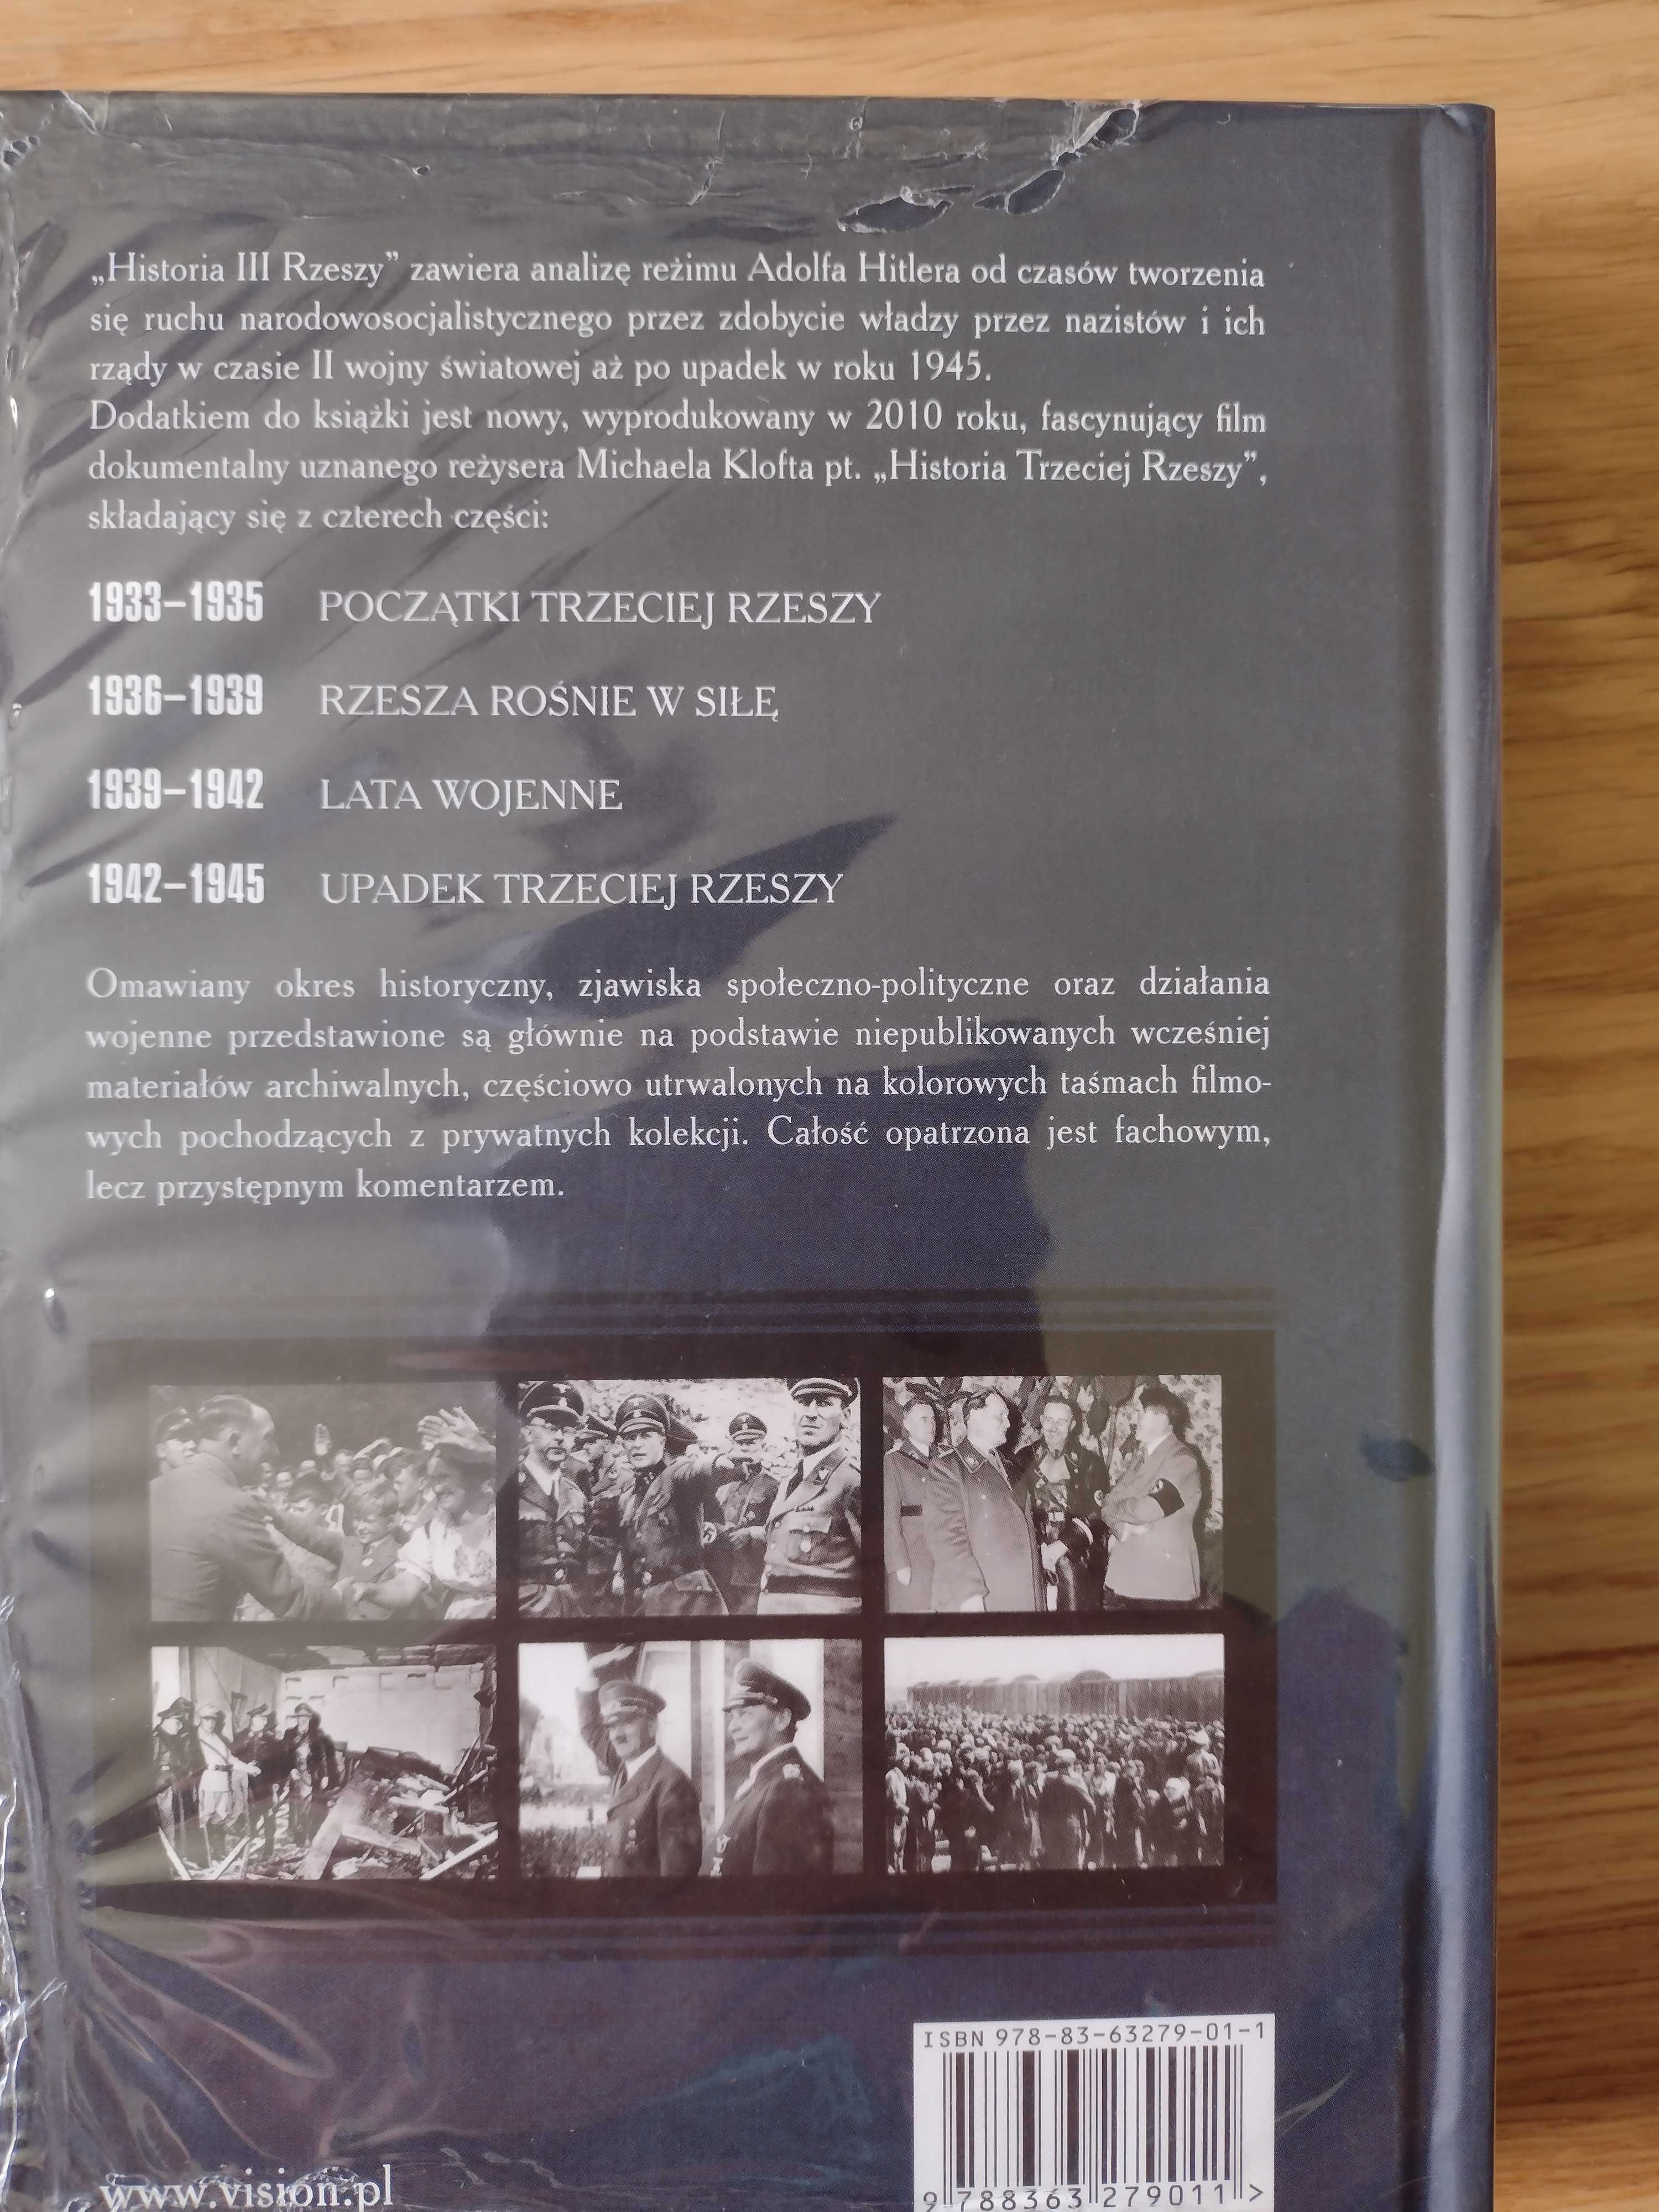 „Historia III Rzeszy” zawiera analizę reżimu Adolfa Hitlera od czasów tworzenia
się ruchu narodowosocjalistycznego przez zdobycie władzy przez nazistów i ich
rządy w czasie II wojny światowej aż po upadek w roku 1945.
Dodatkiem do książki jest nowy, wyprodukowany w 2010 roku, fascynujący film
dokumentalny uznanego reżysera Michaela Klofta pt. „Historia Trzeciej Rzeszy”,
składający się z czterech części:
1933–1935 POCZĄTKI TRZECIEJ RZESZY
1936–1939 RZESZA ROŚNIE W SIŁĘ
1939–1942 LATA WOJENNE
1942–1945 UPADEK TRZECIEJ RZESZY
Omawiany okres historyczny, zjawiska społeczno-polityczne oraz działania
wojenne przedstawione są głównie na podstawie niepublikowanych wcześniej
materiałów archiwalnych, częściowo utrwalonych na kolorowych taśmach filmo-
wych pochodzących z prywatnych kolekcji. Całość opatrzona jest fachowym,
lecz przystępnym komentarzem.
ISBN 978-83-63279-01-1
www.vision.pl
9 788363 279011 >